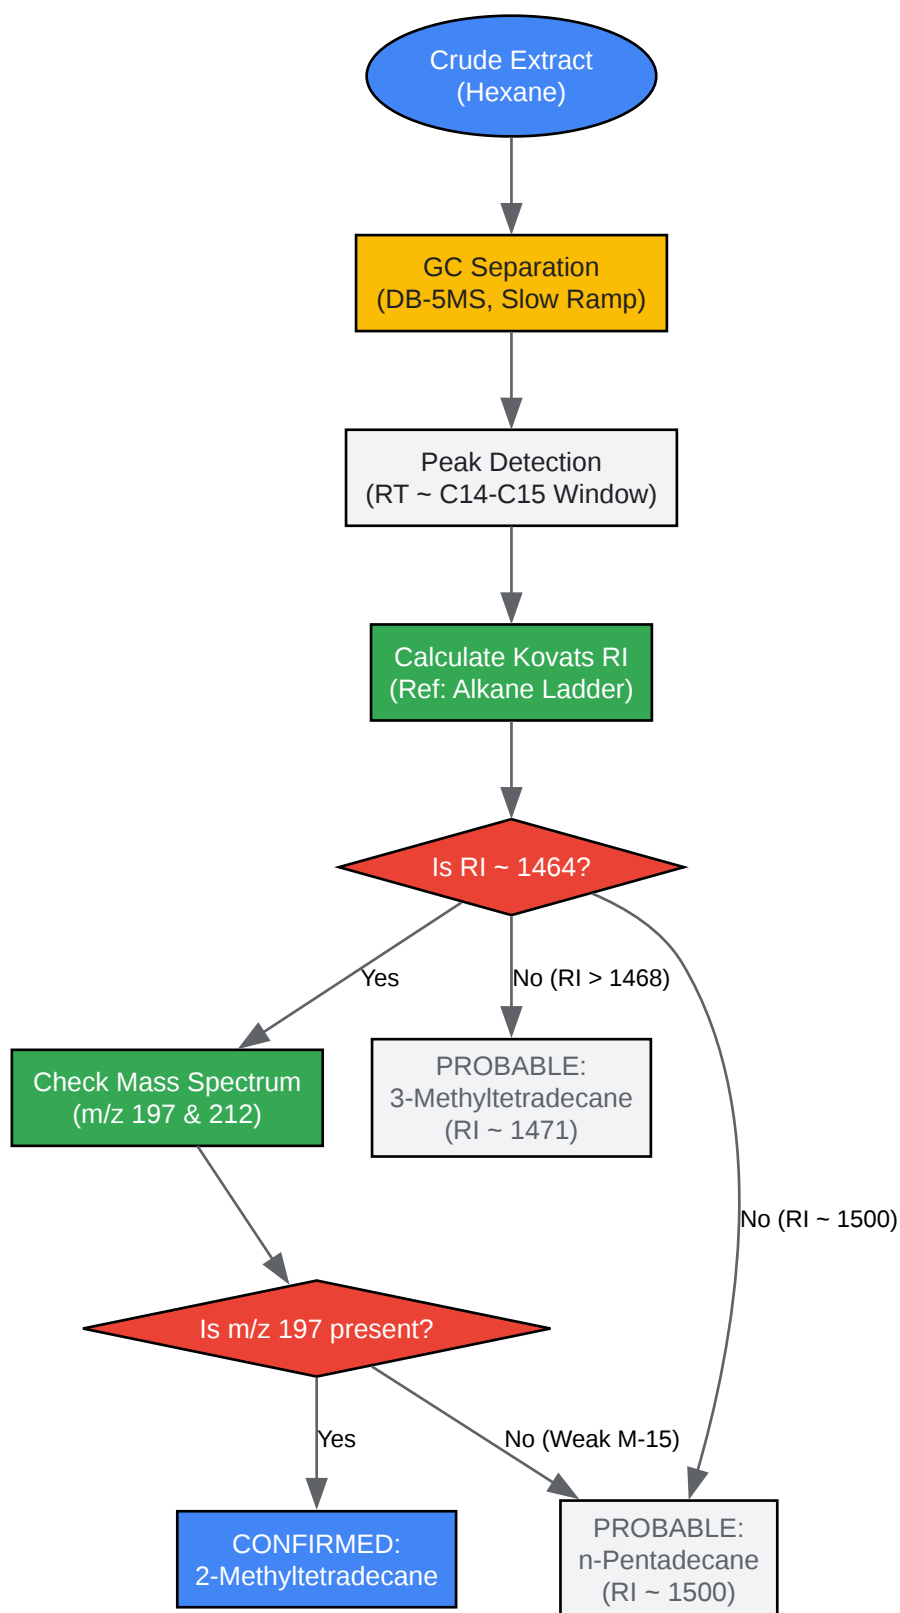 Crude Extract
(Hexane)
GC Separation
(DB-5MS, Slow Ramp)
Peak Detection
(RT ~ C14-C15 Window)
Calculate Kovats RI
(Ref: Alkane Ladder)
Is RI ~ 1464?
Yes
No (RI > 1468)
Check Mass Spectrum
(m/z 197 & 212)
PROBABLE:
3-Methyltetradecane
(RI ~ 1471)
No (RI ~ 1500)
Is m/z 197 present?
Yes
No (Weak M-15)
CONFIRMED:
2-Methyltetradecane
PROBABLE:
n-Pentadecane
(RI ~ 1500)